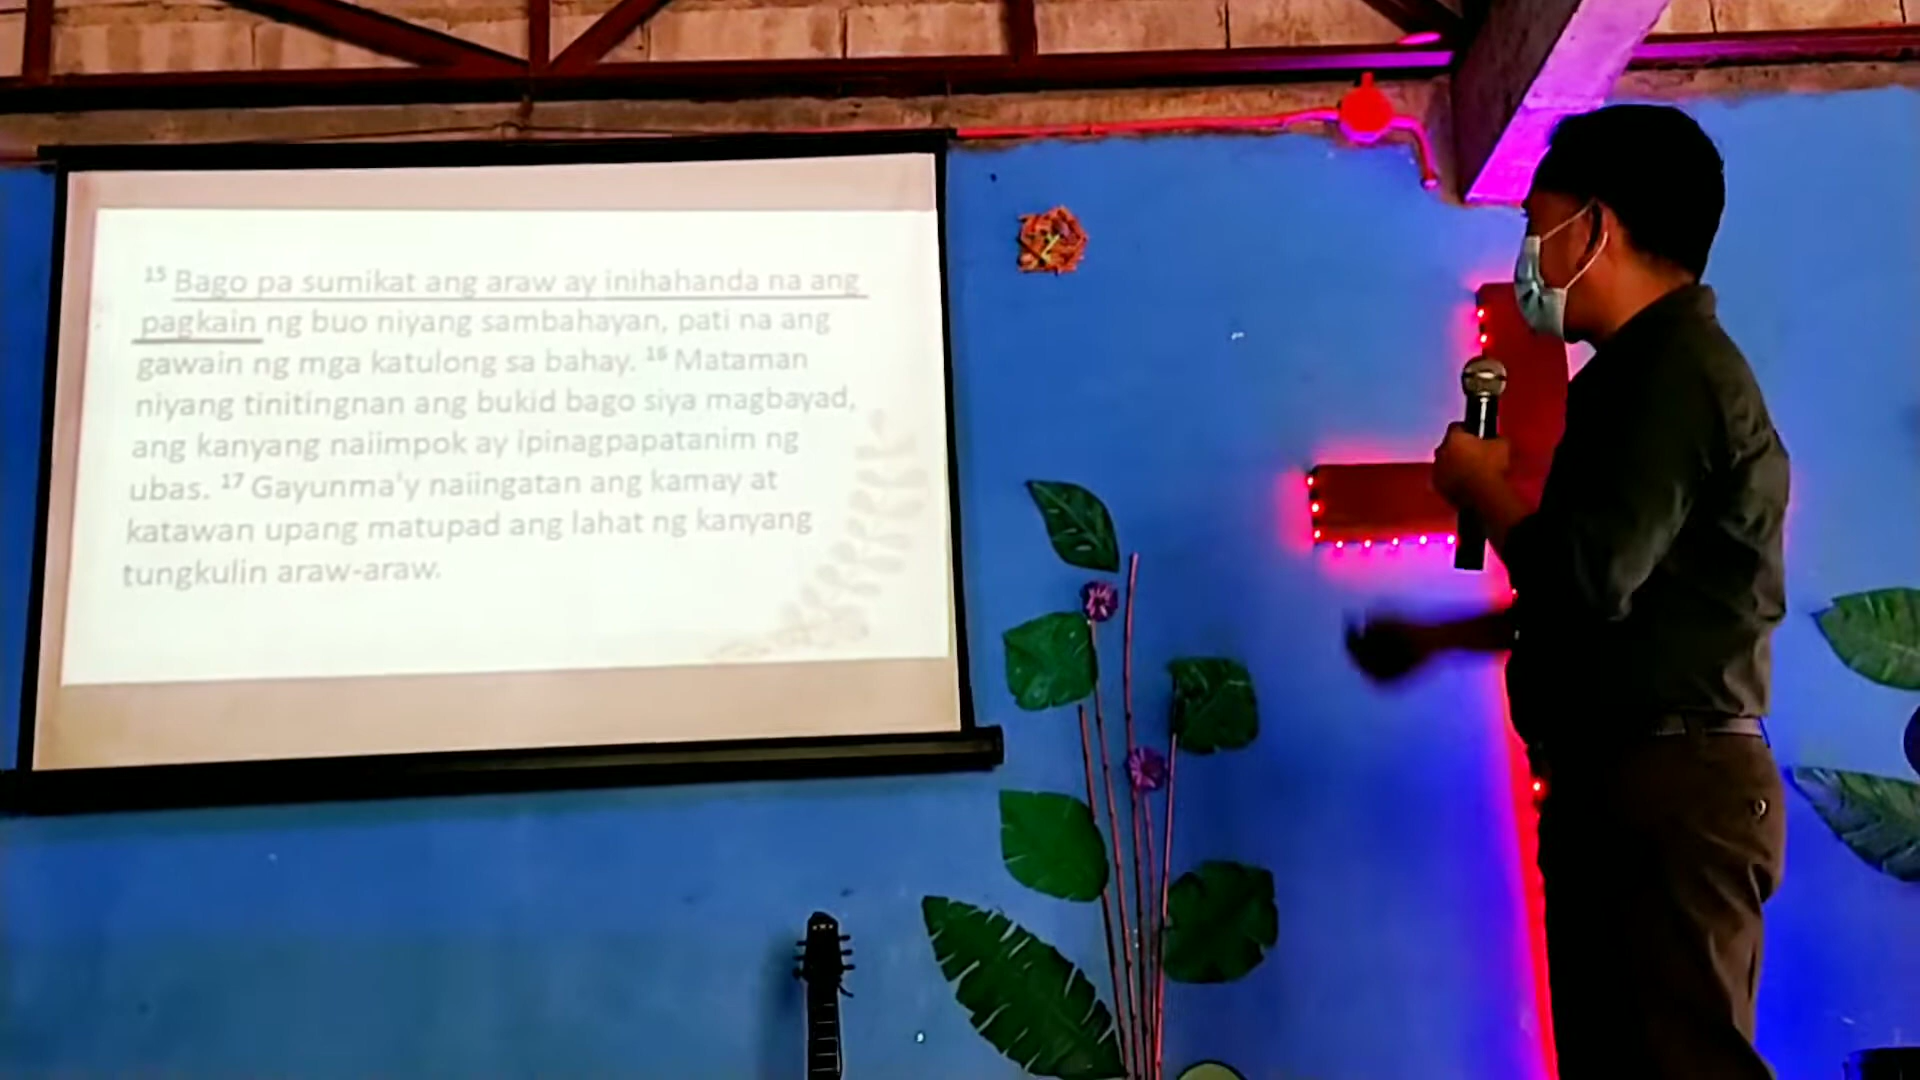 15 Bago pa sumikat ang araw ay inihahanda na ang
pagkain ng buo niyang sambahayan, pati na ang
gawain ng mga katulong sa bahay. 16 Mataman
niyang tinitingnan ang bukid bago siya magbayad,
ang kanyang naiimpok ay ipinagpapatanim ng
ubas. 17 Gayunma'y naiingatan ang kamay at
katawan upang matupad ang lahat ng kanyang
tungkulin araw-araw.